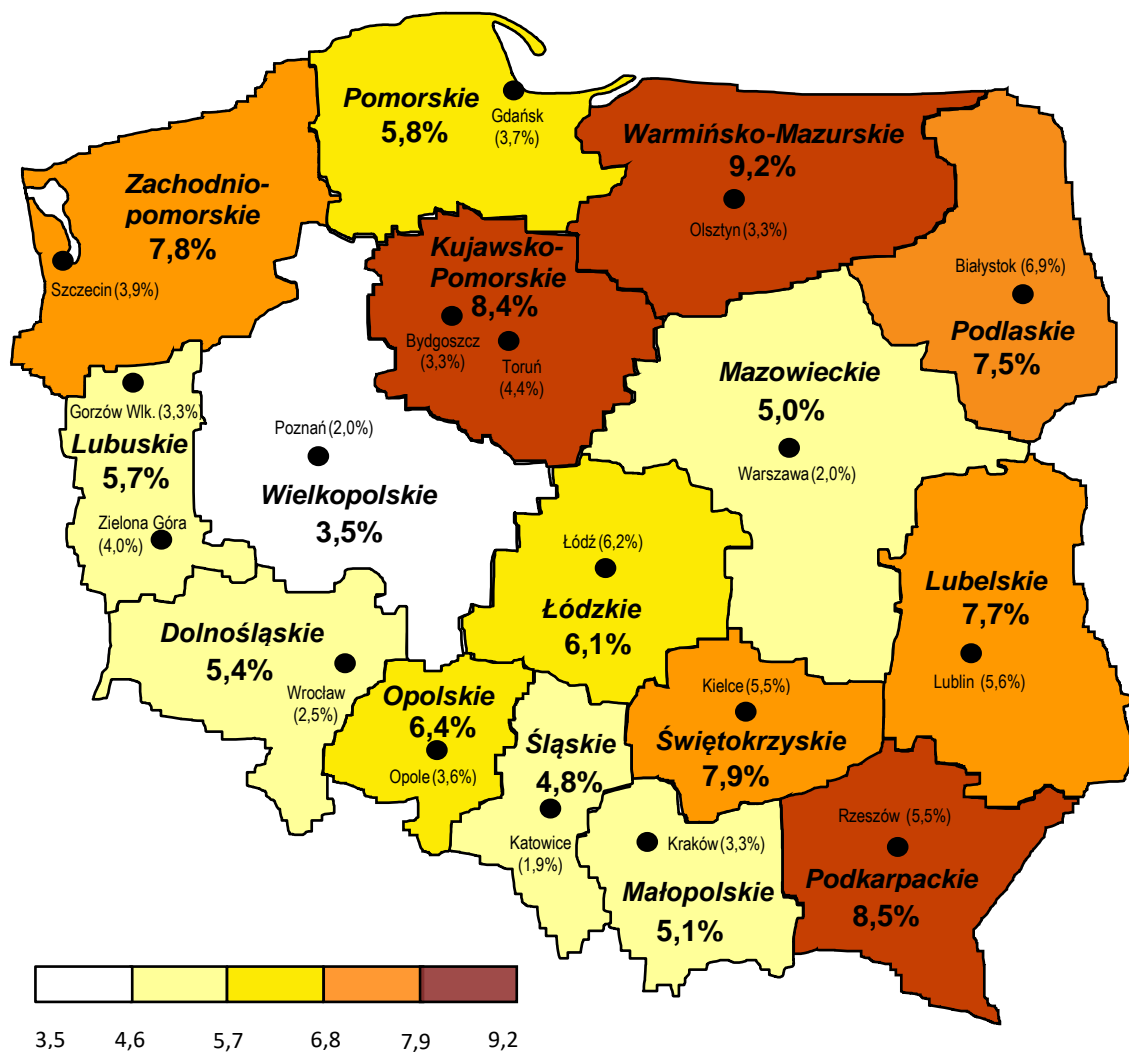 Pomorskie
5,8%
Gdańsk
(3,7%)
Warmińsko-Mazurskie
9,2%
Olsztyn (3,3%)
Zachodnio-
pomorskie
7,8%
Szczecin (3,9%)
Kujawsko-
Pomorskie
8,4%
Bydgoszcz
(3,3%)
Toruń
(4,4%)
Białystok (6,9%)
Podlaskie
7,5%
Mazowieckie
5,0%
Warszawa (2,0%)
Gorzów Wlk. (3,3%)
Lubuskie
5,7%
Zielona Góra
(4,0%)
Poznań (2,0%)
Wielkopolskie
3,5%
Łódź (6,2%)
Łódzkie
6,1%
Lubelskie
7,7%
Lublin (5,6%)
Dolnośląskie
5,4%
Wrocław
(2,5%)
Opolskie
6,4%
Opole (3,6%)
Śląskie
4,8%
Katowice
(1,9%)
Kielce (5,5%)
Świętokrzyskie
7,9%
Kraków (3,3%)
Małopolskie
5,1%
Rzeszów (5,5%)
Podkarpackie
8,5%
3,5 4,6 5,7 6,8 7,9 9,2